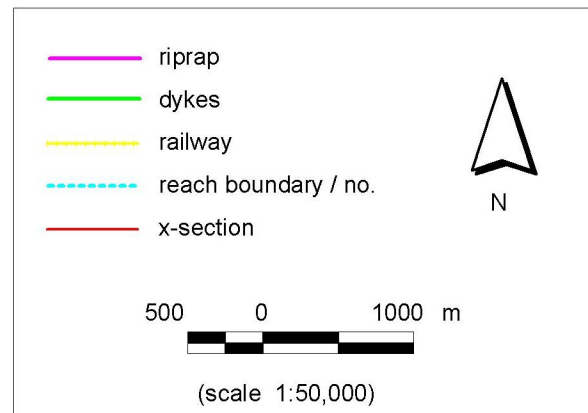 riprap
dykes
railway
reach boundary / no.
x-section
N
500 0 1000 m
(scale 1:50,000)